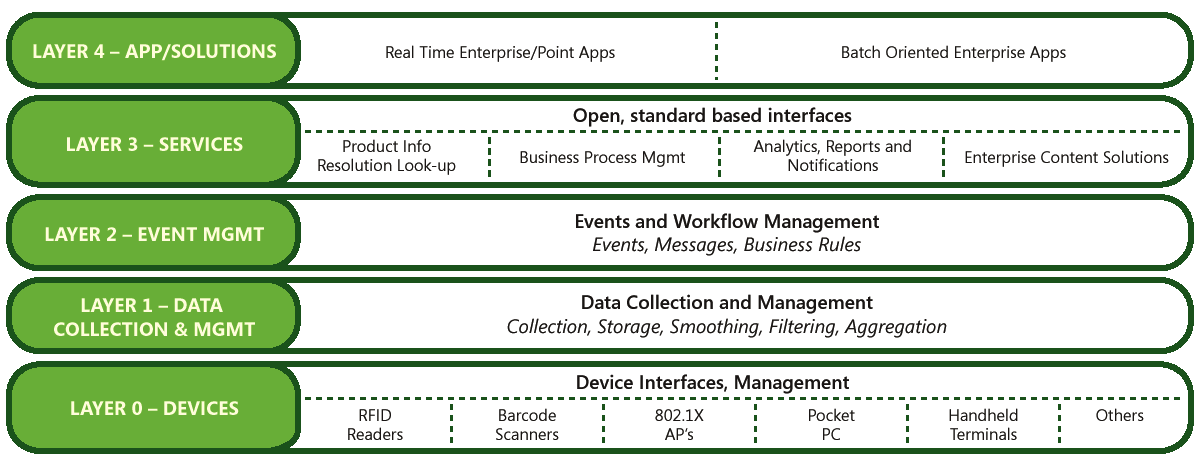 LAYER 4 – APP/SOLUTIONS
Real Time Enterprise/Point Apps
Batch Oriented Enterprise Apps
LAYER 3 – SERVICES
Open, standard based interfaces
Product Info
Resolution Look-up
Business Process Mgmt
Analytics, Reports and
Notifications
Enterprise Content Solutions
LAYER 2 – EVENT MGMT
Events and Workflow Management
Events, Messages, Business Rules
LAYER 1 – DATA
COLLECTION & MGMT
Data Collection and Management
Collection, Storage, Smoothing, Filtering, Aggregation
LAYER 0 – DEVICES
Device Interfaces, Management
RFID
Readers
Barcode
Scanners
802.1X
AP's
Pocket
PC
Handheld
Terminals
Others